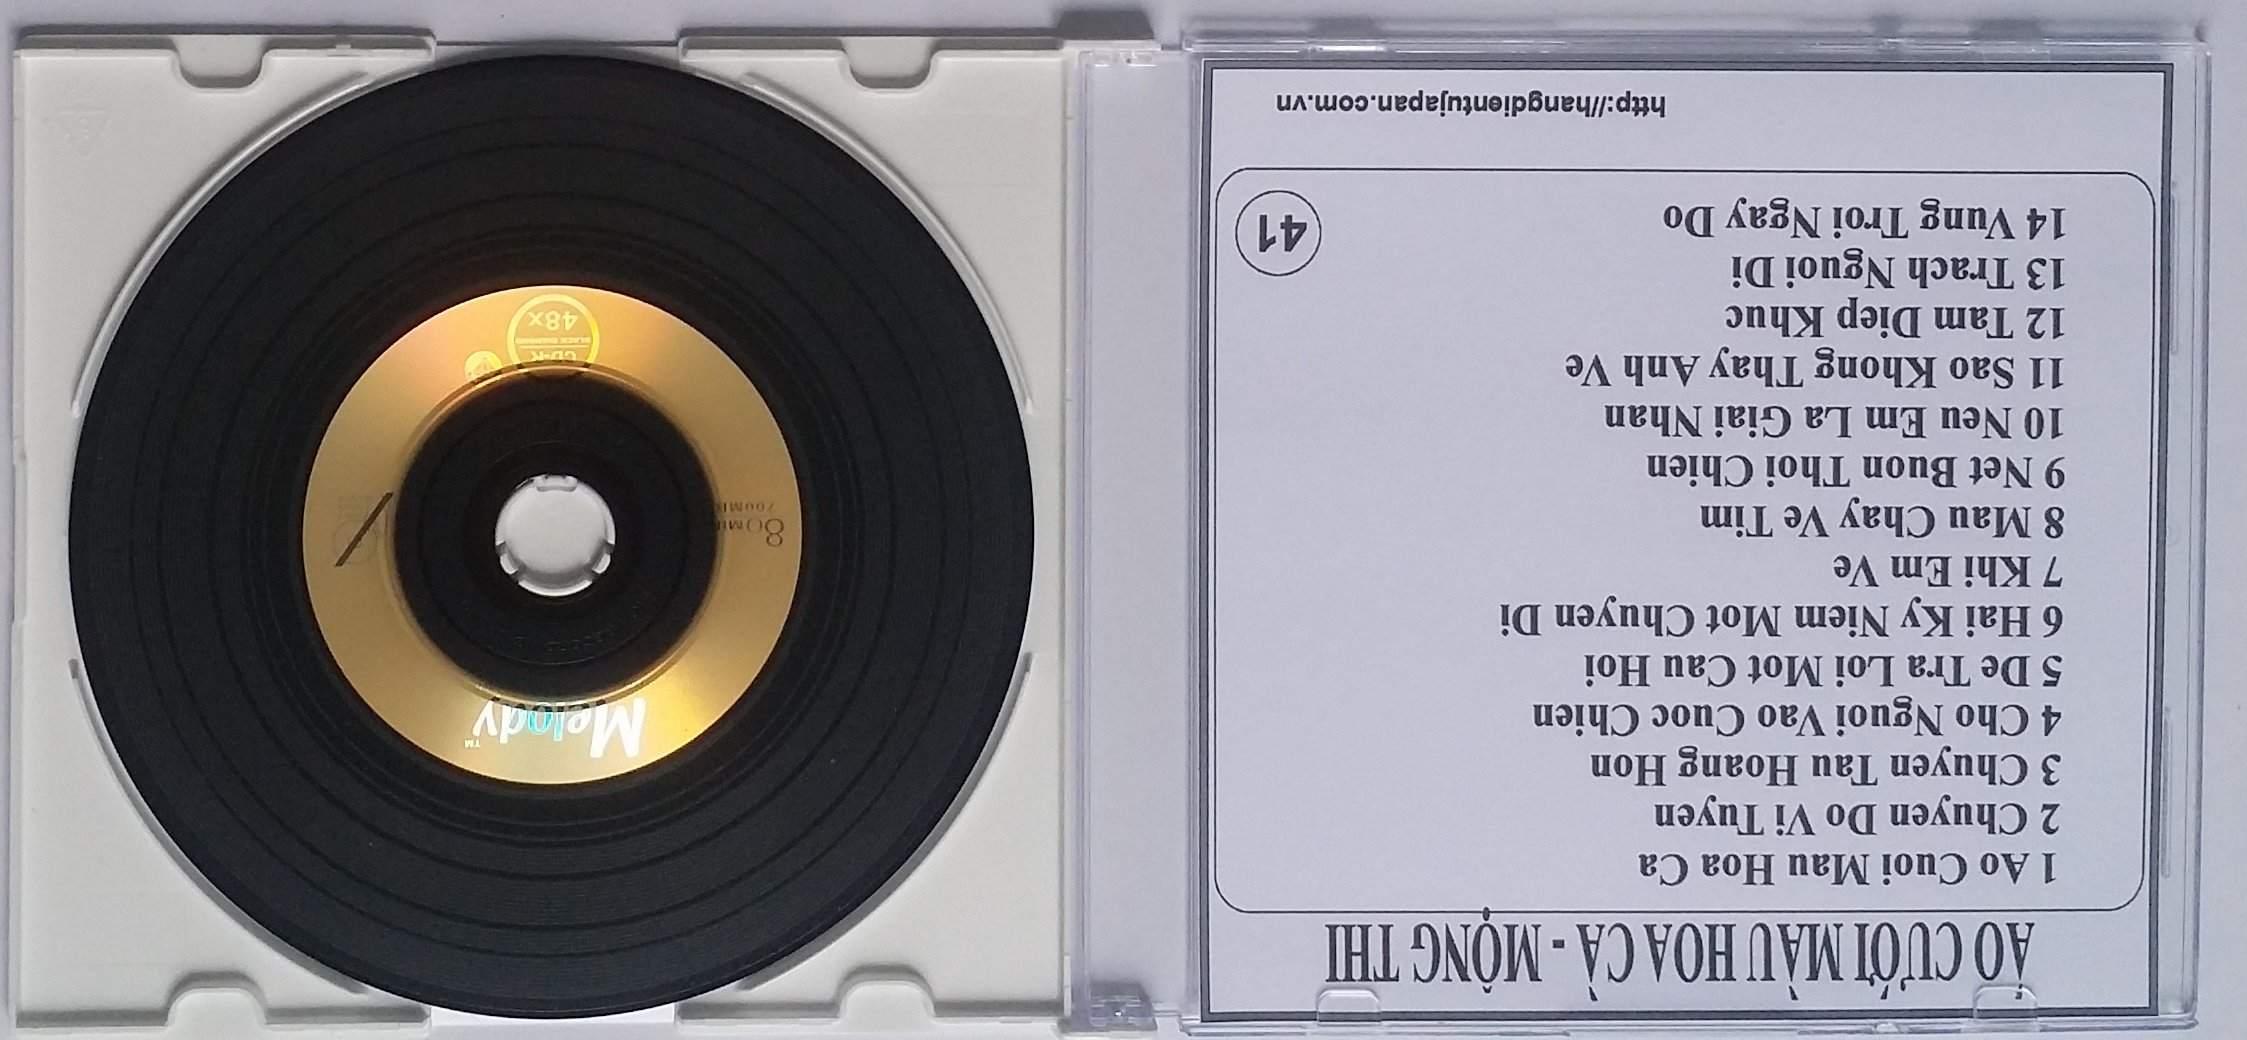 ÁO CƯỚI MÀU HOA CÀ - MỘNG THI
1 Ao Cuoi Mau Hoa Ca
2 Chuyen Do Vi Tuyen
3 Chuyen Tau Hoang Hon
4 Cho Nguoi Vao Cuoc Chien
5 De Tra Loi Mot Cau Hoi
6 Hai Ky Niem Mot Chuyen Di
7 Khi Em Ve
8 Mau Chay Ve Tim
9 Net Buon Thoi Chien
10 Neu Em La Giai Nhan
11 Sao Khong Thay Anh Ve
12 Tam Diep Khuc
13 Trach Nguoi Di
14 Vung Troi Ngay Do
41
http://hangdientujapan.com.vn
Melody™
80MIN
700MB
CD-R
BLACK DIAMOND
48x